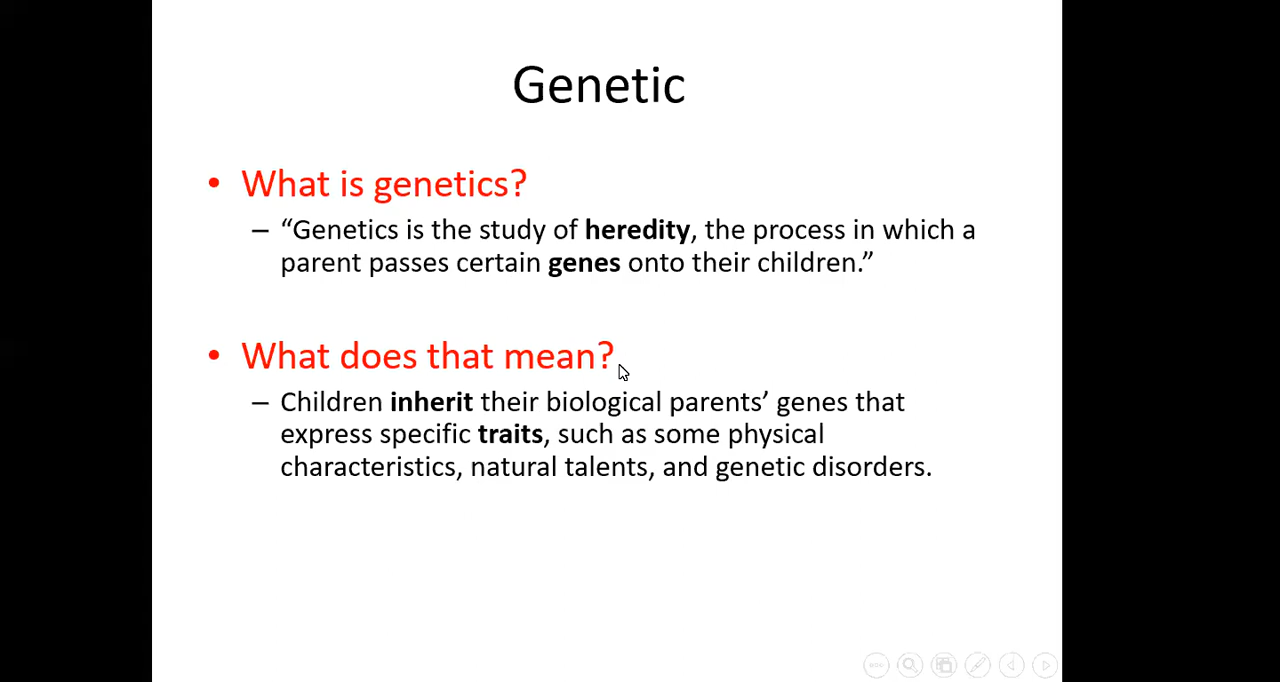 Genetic
• What is genetics?
– “Genetics is the study of heredity, the process in which a
parent passes certain genes onto their children.”
• What does that mean?
– Children inherit their biological parents’ genes that
express specific traits, such as some physical
characteristics, natural talents, and genetic disorders.